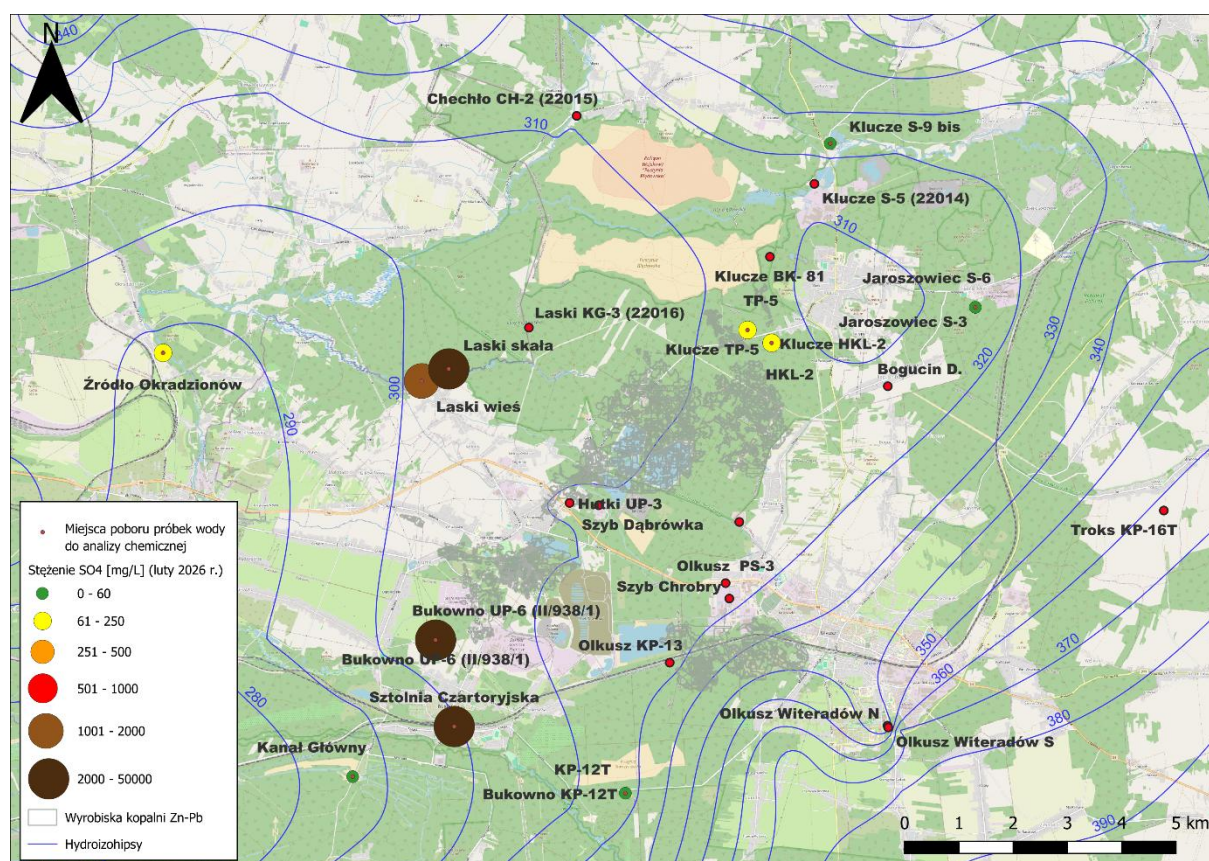 N
340
Chechło CH-2 (22015)
310
Klucze S-9 bis
Klucze S-5 (22014)
310
Klucze BK- 81
Jaroszowiec S-6
TP-5
330
Laski KG-3 (22016)
Jaroszowiec S-3
340
Laski skała
Klucze TP-5
Klucze HKL-2
320
Źródło Okradzionów
HKL-2
Bogucin D.
300
Laski wieś
290
Hutki UP-3
Szyb Dąbrówka
Troks KP-16T
Olkusz PS-3
Szyb Chrobry
Bukowno UP-6 (II/938/1)
Olkusz KP-13
Bukowno UP-6 (II/938/1)
350
370
360
Sztolnia Czartoryjska
280
Olkusz Witeradów N
380
Olkusz Witeradów S
Kanał Główny
KP-12T
Bukowno KP-12T
390
Miejsca poboru próbek wody
do analizy chemicznej
Stężenie SO4 [mg/L] (luty 2026 r.)
0 - 60
61 - 250
251 - 500
501 - 1000
1001 - 2000
2000 - 50000
Wyrobiska kopalni Zn-Pb
Hydroizohipsy
0 1 2 3 4 5 km